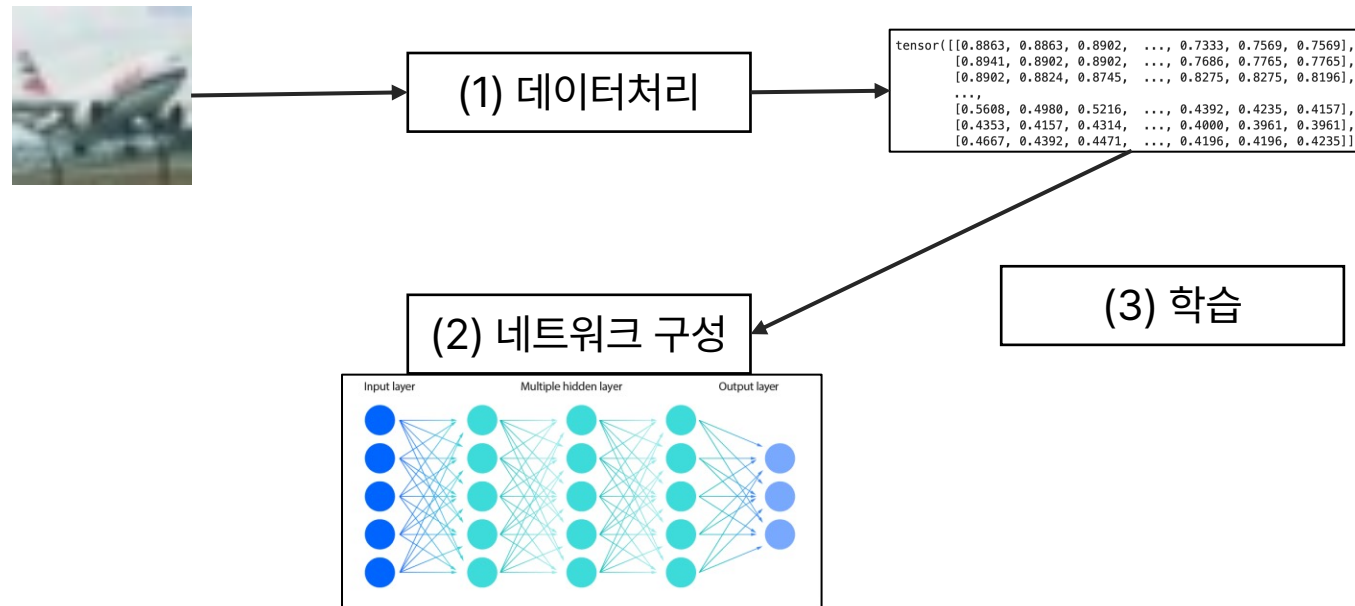 (1) 데이터처리
tensor([[0.8863, 0.8863, 0.8902, ..., 0.7333, 0.7569, 0.7569],
[0.8941, 0.8902, 0.8902, ..., 0.7686, 0.7765, 0.7765],
[0.8902, 0.8824, 0.8745, ..., 0.8275, 0.8275, 0.8196],
...,
[0.5608, 0.4980, 0.5216, ..., 0.4392, 0.4235, 0.4157],
[0.4353, 0.4157, 0.4314, ..., 0.4000, 0.3961, 0.3961],
[0.4667, 0.4392, 0.4471, ..., 0.4196, 0.4196, 0.4235]]
(3) 학습
(2) 네트워크 구성
Input layer
Multiple hidden layer
Output layer